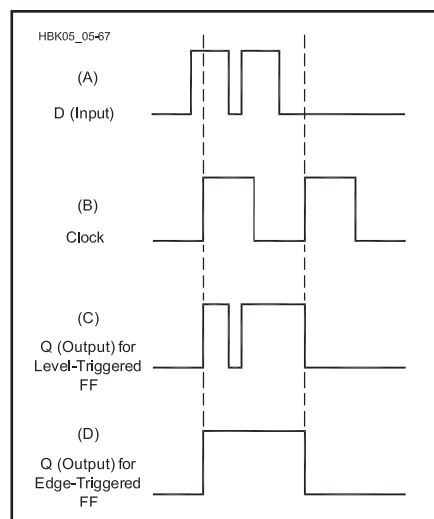 HBK05_05-67
(A)
D (Input)
(B)
Clock
(C)
Q (Output) for
Level-Triggered
FF
(D)
Q (Output) for
Edge-Triggered
FF